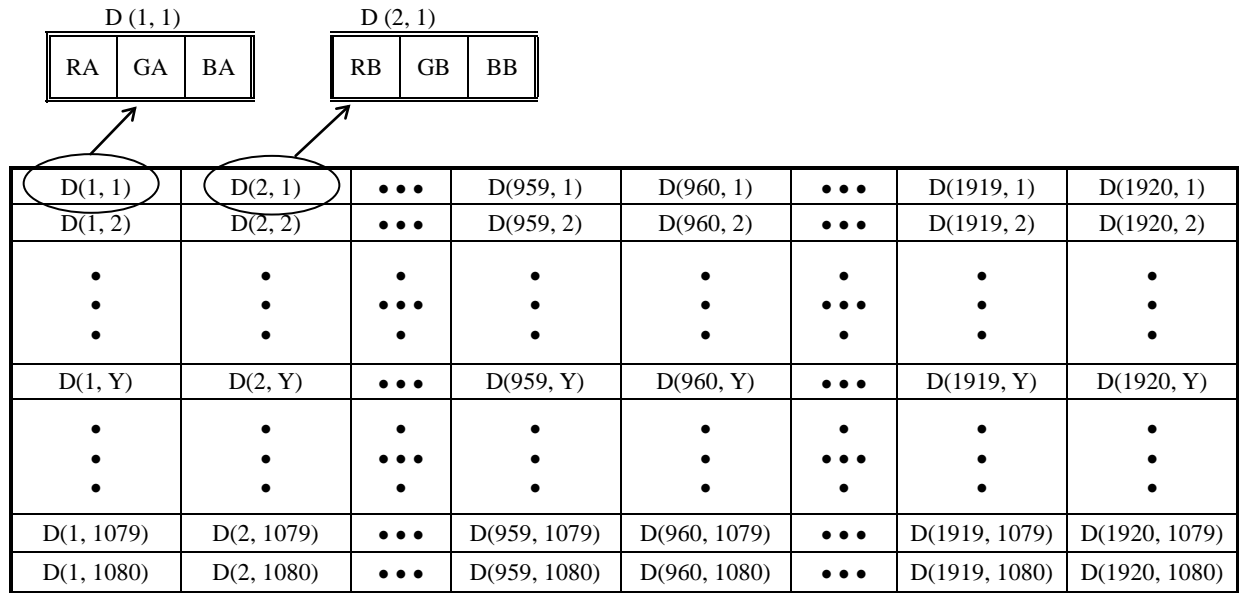 D (1, 1) D (2, 1)
RA GA BA RB GB BB
D(1, 1) D(2, 1) ••• D(959, 1) D(960, 1) ••• D(1919, 1) D(1920, 1)
D(1, 2) D(2, 2) ••• D(959, 2) D(960, 2) ••• D(1919, 2) D(1920, 2)
• • • • • • • •
• • ••• • • ••• • •
• • • • • • • •
D(1, Y) D(2, Y) ••• D(959, Y) D(960, Y) ••• D(1919, Y) D(1920, Y)
• • • • • • • •
• • ••• • • ••• • •
• • • • • • • •
D(1, 1079) D(2, 1079) ••• D(959, 1079) D(960, 1079) ••• D(1919, 1079) D(1920, 1079)
D(1, 1080) D(2, 1080) ••• D(959, 1080) D(960, 1080) ••• D(1919, 1080) D(1920, 1080)